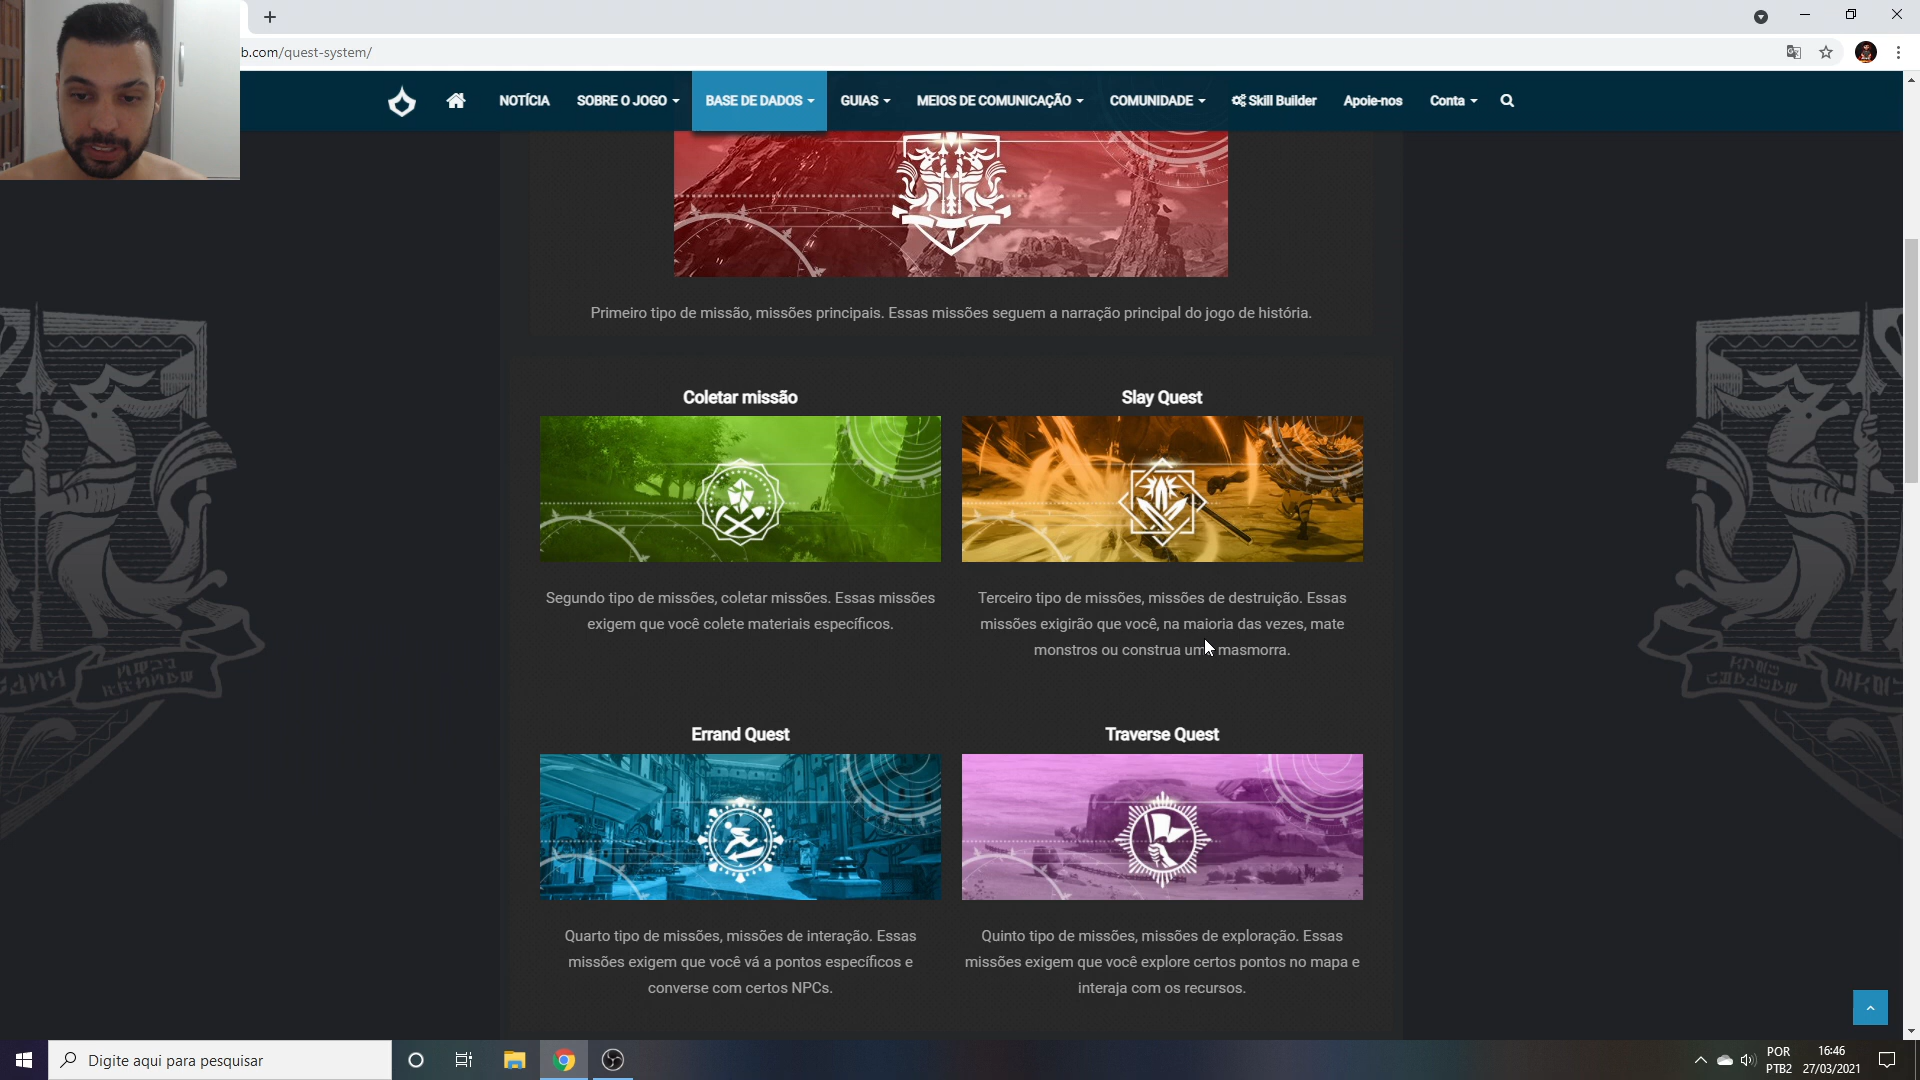 b.com/quest-system/
NOTÍCIA SOBRE O JOGO BASE DE DADOS GUIAS MEIOS DE COMUNICAÇÃO COMUNIDADE Skill Builder Apoie-nos Conta
Primeiro tipo de missão, missões principais. Essas missões seguem a narração principal do jogo de história.
Coletar missão
Segundo tipo de missões, coletar missões. Essas missões
exigem que você colete materiais específicos.
Slay Quest
Terceiro tipo de missões, missões de destruição. Essas
missões exigirão que você, na maioria das vezes, mate
monstros ou construa uma masmorra.
Errand Quest
Quarto tipo de missões, missões de interação. Essas
missões exigem que você vá a pontos específicos e
converse com certos NPCs.
Traverse Quest
Quinto tipo de missões, missões de exploração. Essas
missões exigem que você explore certos pontos no mapa e
interaja com os recursos.
Digite aqui para pesquisar
POR
PTB2
16:46
27/03/2021